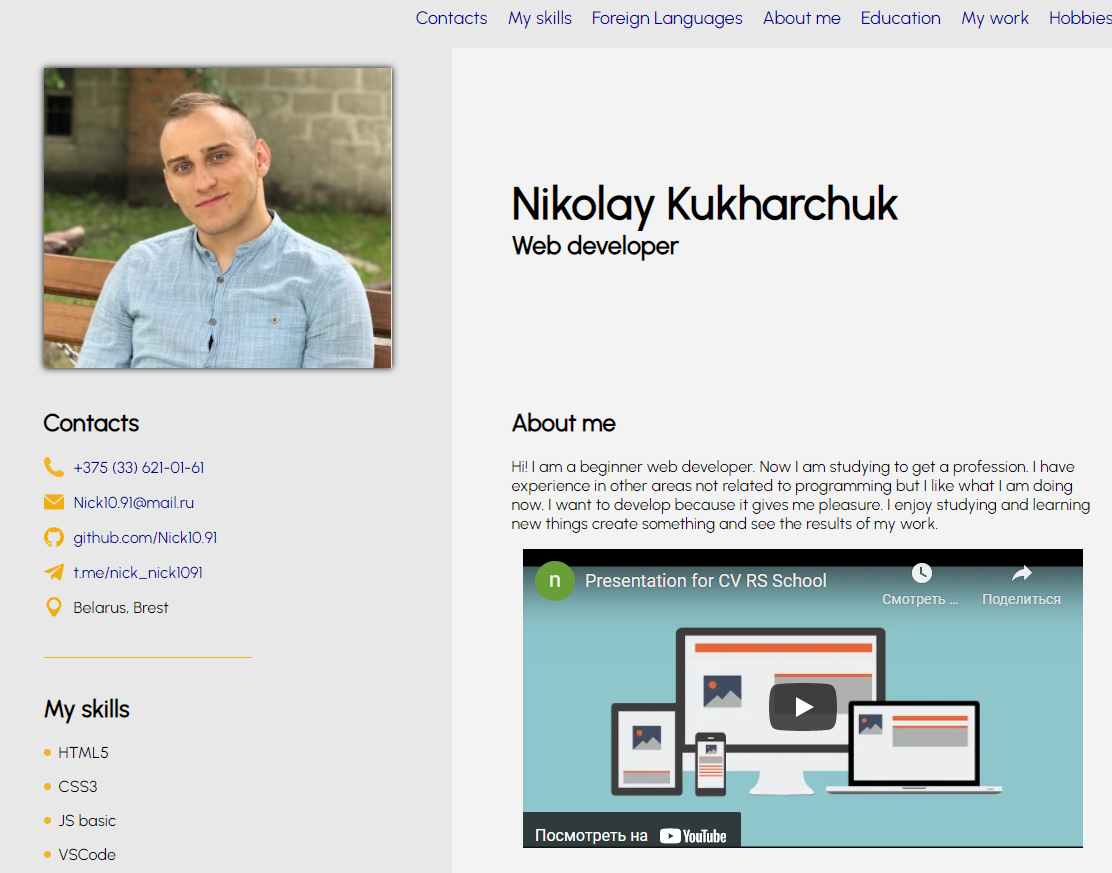 Contacts My skills Foreign Languages About me Education My work Hobbies
Nikolay Kukharchuk
Web developer
Contacts
+375 (33) 621-01-61
Nick10.91@mail.ru
github.com/Nick10.91
t.me/nick_nick1091
Belarus, Brest
My skills
HTML5
CSS3
JS basic
VSCode
About me
Hi! I am a beginner web developer. Now I am studying to get a profession. I have
experience in other areas not related to programming but I like what I am doing
now. I want to develop because it gives me pleasure. I enjoy studying and learning
new things create something and see the results of my work.
n Presentation for CV RS School
Смотреть ... Поделиться
Посмотреть на YouTube